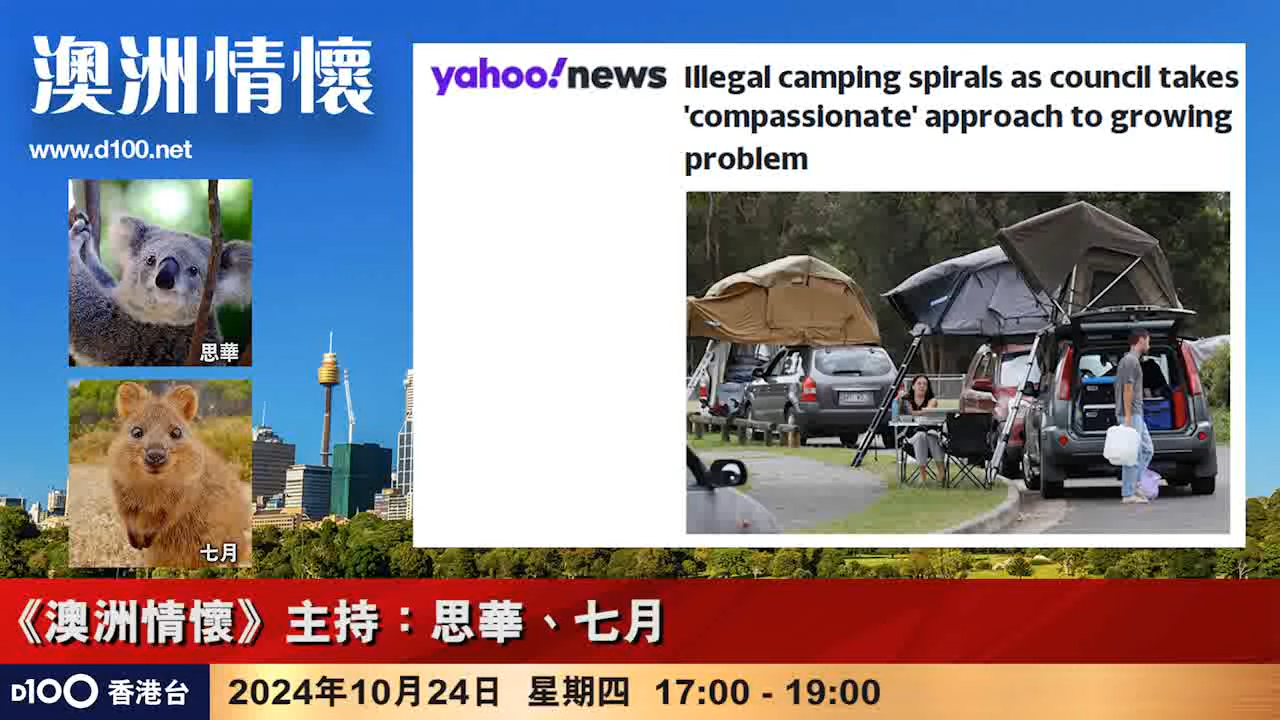 澳洲情懷
www.d100.net
思華
七月
yahoo!news
Illegal camping spirals as council takes
'compassionate' approach to growing
problem
《澳洲情懷》主持：思華、七月
D100 香港台
2024年10月24日 星期四 17:00 - 19:00